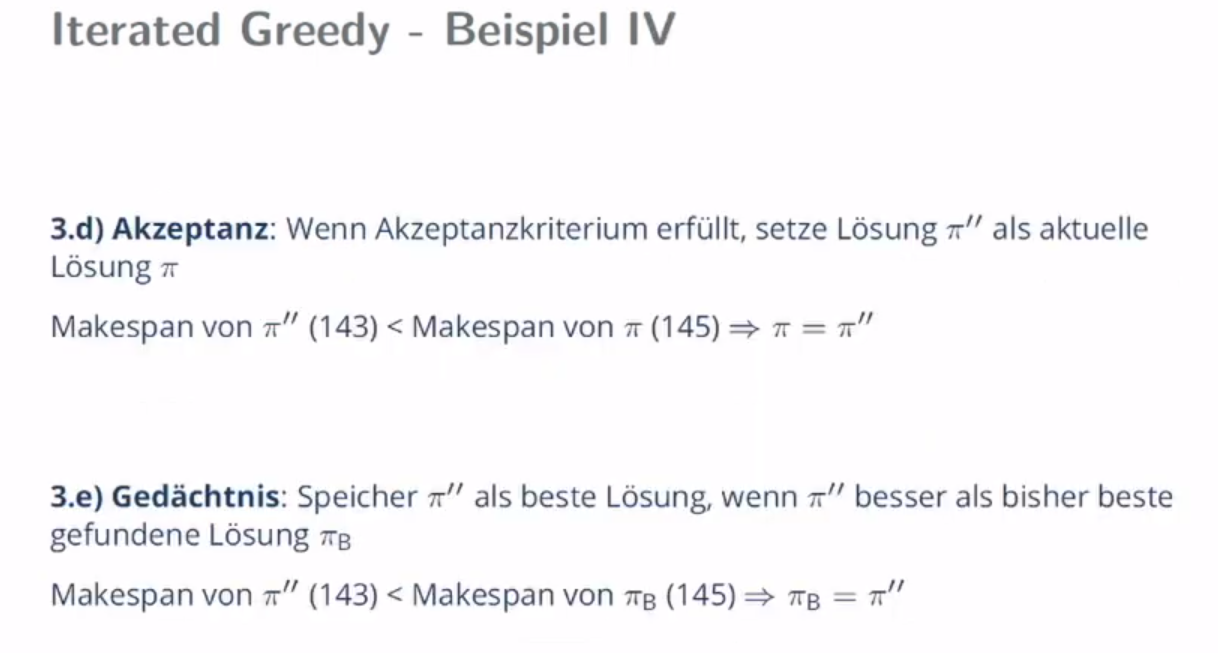 Iterated Greedy - Beispiel IV
3.d) Akzeptanz: Wenn Akzeptanzkriterium erfüllt, setze Lösung π′′ als aktuelle
Lösung π
Makespan von π′′ (143) < Makespan von π (145) ⇒ π = π′′
3.e) Gedächtnis: Speicher π′′ als beste Lösung, wenn π′′ besser als bisher beste
gefundene Lösung π_B
Makespan von π′′ (143) < Makespan von π_B (145) ⇒ π_B = π′′